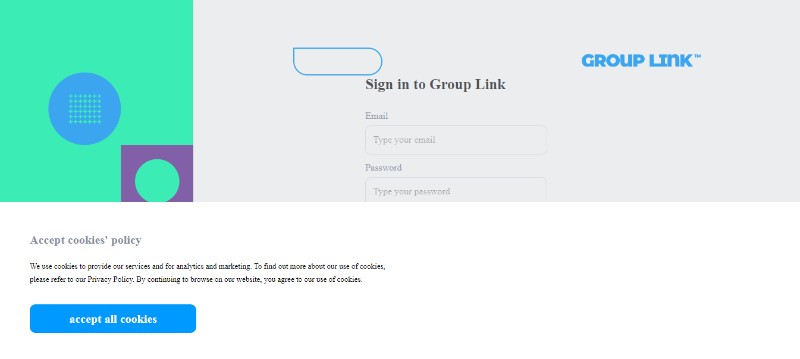 GROUP LINK™
Sign in to Group Link
Email
Type your email
Password
Type your password
Accept cookies' policy
We use cookies to provide our services and for analytics and marketing. To find out more about our use of cookies,
please refer to our Privacy Policy. By continuing to browse on our website, you agree to our use of cookies.
accept all cookies